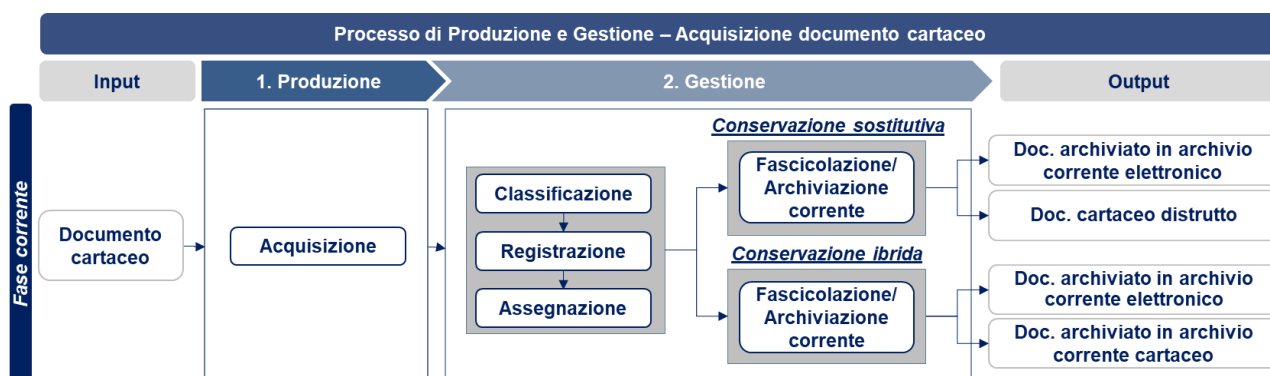 Processo di Produzione e Gestione – Acquisizione documento cartaceo
Input
1. Produzione
2. Gestione
Output
Fase corrente
Documento
cartaceo
Acquisizione
Classificazione
Registrazione
Assegnazione
Conservazione sostitutiva
Fascicolazione/
Archiviazione
corrente
Conservazione ibrida
Fascicolazione/
Archiviazione
corrente
Doc. archiviato in archivio
corrente elettronico
Doc. cartaceo distrutto
Doc. archiviato in archivio
corrente elettronico
Doc. archiviato in archivio
corrente cartaceo